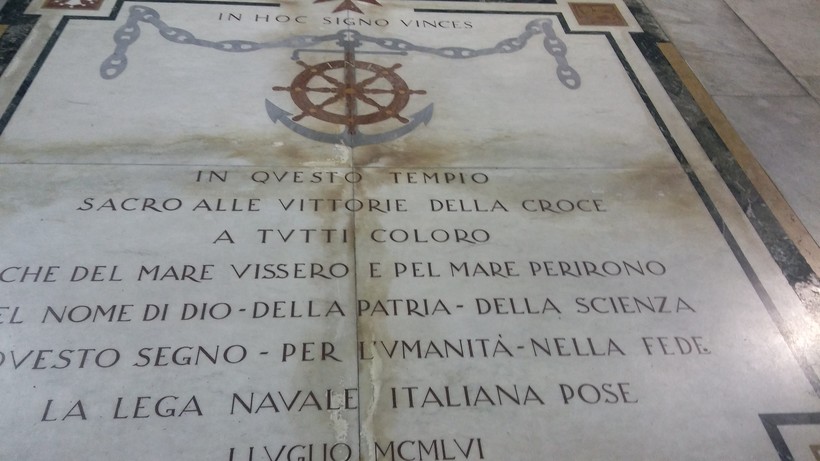 IN HOC SIGNO VINCES
IN QVESTO TEMPIO
SACRO ALLE VITTORIE DELLA CROCE
A TVTTI COLORO
CHE DEL MARE VISSERO E PEL MARE PERIRONO
NEL NOME DI DIO - DELLA PATRIA - DELLA SCIENZA
QVESTO SEGNO - PER L'VMANITÀ - NELLA FEDE
LA LEGA NAVALE ITALIANA POSE
I LVGLIO MCMLVI